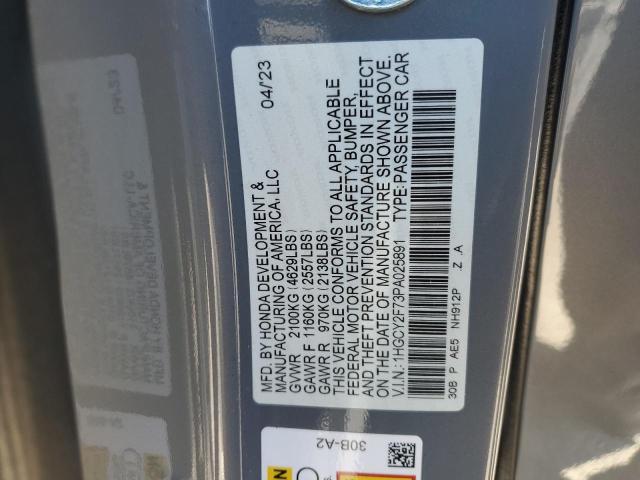 MFD. BY HONDA DEVELOPMENT & 04/23
MANUFACTURING OF AMERICA, LLC
GVWR 2100KG (4629LBS)
GAWR F 1160KG (2557LBS)
GAWR R 970KG (2138LBS)
THIS VEHICLE CONFORMS TO ALL APPLICABLE
FEDERAL MOTOR VEHICLE SAFETY, BUMPER,
AND THEFT PREVENTION STANDARDS IN EFFECT
ON THE DATE OF MANUFACTURE SHOWN ABOVE.
V.I.N.: 1HGCY2F73PA025891 TYPE: PASSENGER CAR
30B P AE5 NH912P Z .A
30B-A2